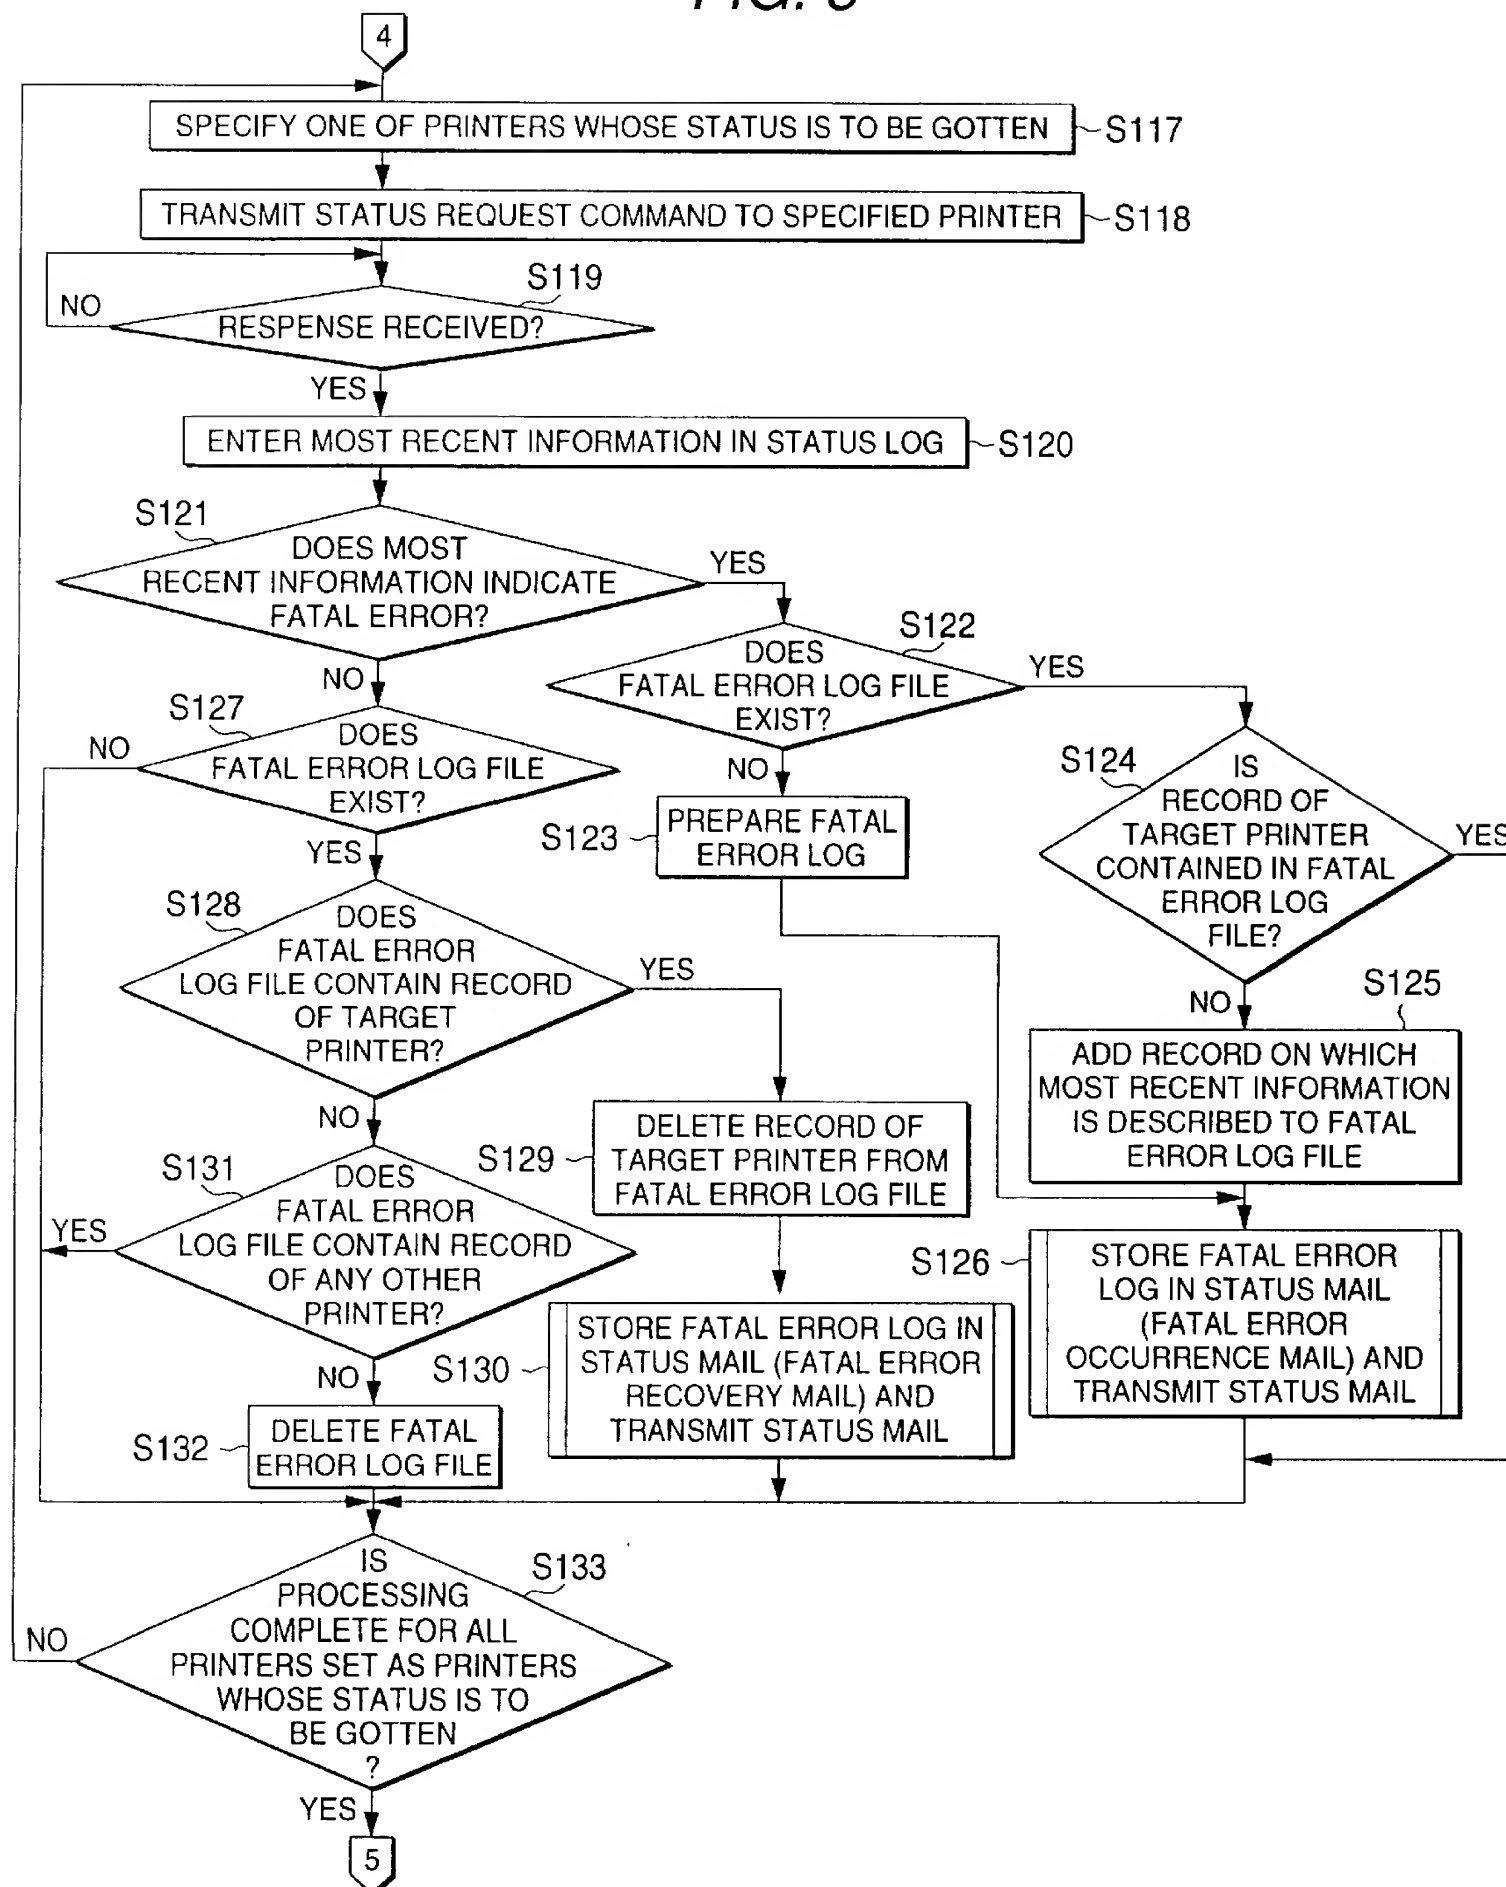 4
SPECIFY ONE OF PRINTERS WHOSE STATUS IS TO BE GOTTEN
S117
TRANSMIT STATUS REQUEST COMMAND TO SPECIFIED PRINTER
S118
S119
NO
RESPENSE RECEIVED?
YES
ENTER MOST RECENT INFORMATION IN STATUS LOG
S120
S121
DOES MOST
RECENT INFORMATION INDICATE
FATAL ERROR?
YES
NO
S122
DOES
FATAL ERROR LOG FILE
EXIST?
YES
NO
S127
DOES
FATAL ERROR LOG FILE
EXIST?
NO
YES
S123
PREPARE FATAL
ERROR LOG
S124
IS
RECORD OF
TARGET PRINTER
CONTAINED IN FATAL
ERROR LOG
FILE?
YES
NO
S128
DOES
FATAL ERROR
LOG FILE CONTAIN RECORD
OF TARGET
PRINTER?
YES
NO
S125
ADD RECORD ON WHICH
MOST RECENT INFORMATION
IS DESCRIBED TO FATAL
ERROR LOG FILE
S129
DELETE RECORD OF
TARGET PRINTER FROM
FATAL ERROR LOG FILE
S131
DOES
FATAL ERROR
LOG FILE CONTAIN RECORD
OF ANY OTHER
PRINTER?
YES
NO
S126
STORE FATAL ERROR
LOG IN STATUS MAIL
(FATAL ERROR
OCCURRENCE MAIL) AND
TRANSMIT STATUS MAIL
S130
STORE FATAL ERROR LOG IN
STATUS MAIL (FATAL ERROR
RECOVERY MAIL) AND
TRANSMIT STATUS MAIL
S132
DELETE FATAL
ERROR LOG FILE
S133
IS
PROCESSING
COMPLETE FOR ALL
PRINTERS SET AS PRINTERS
WHOSE STATUS IS TO
BE GOTTEN
?
NO
YES
5